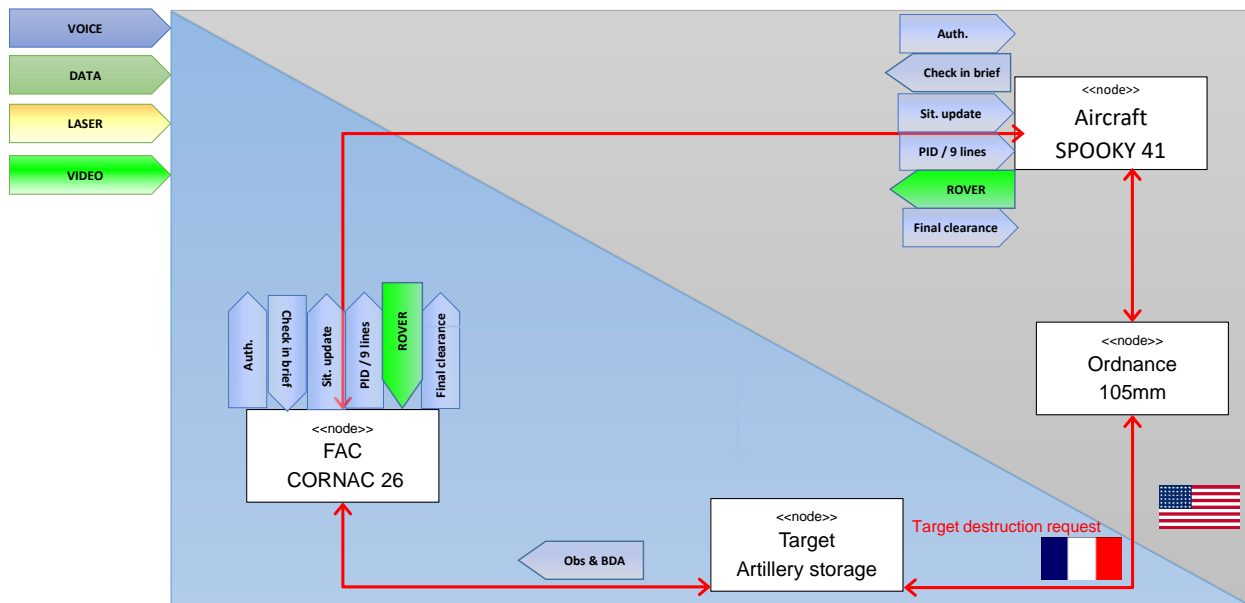 VOICE
DATA
LASER
VIDEO
Auth.
Check in brief
Sit. update
PID / 9 lines
ROVER
Final clearance
<<node>>
Aircraft
SPOOKY 41
Auth.
Check in brief
Sit. update
PID / 9 lines
ROVER
Final clearance
<<node>>
FAC
CORNAC 26
<<node>>
Ordnance
105mm
Obs & BDA
<<node>>
Target
Artillery storage
Target destruction request